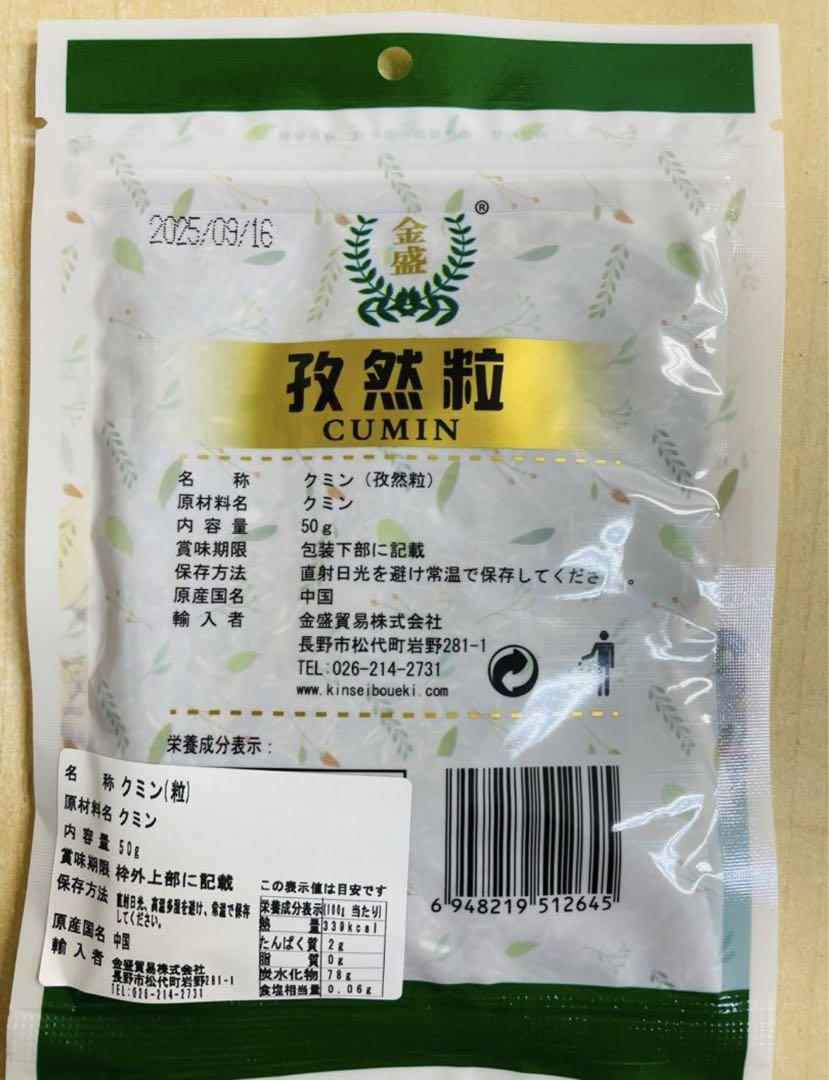 2025/09/16
金盛
®
孜然粒
CUMIN
名 称 クミン（孜然粒）
原材料名 クミン
内容量 50g
賞味期限 包装下部に記載
保存方法 直射日光を避け常温で保存してくださ 。
原産国名 中国
輸入者 金盛貿易株式会社
長野市松代町岩野281-1
TEL:026-214-2731
www.kinseiboueki.com
栄養成分表示：
名 称 クミン(粒)
原材料名 クミン
内容量 50g
賞味期限 枠外上部に記載
保存方法 直射日光、高温多湿を避け、常温で保存
してください。
原産国名 中国
輸入者 金盛貿易株式会社
長野市松代町岩野281-1
TEL:026-214-2731
この表示値は目安です
栄養成分表示(100g 当たり)
熱量 339kcal
たんぱく質 2g
脂質 0g
炭水化物 78g
食塩相当量 0.06g
6 948219 512645